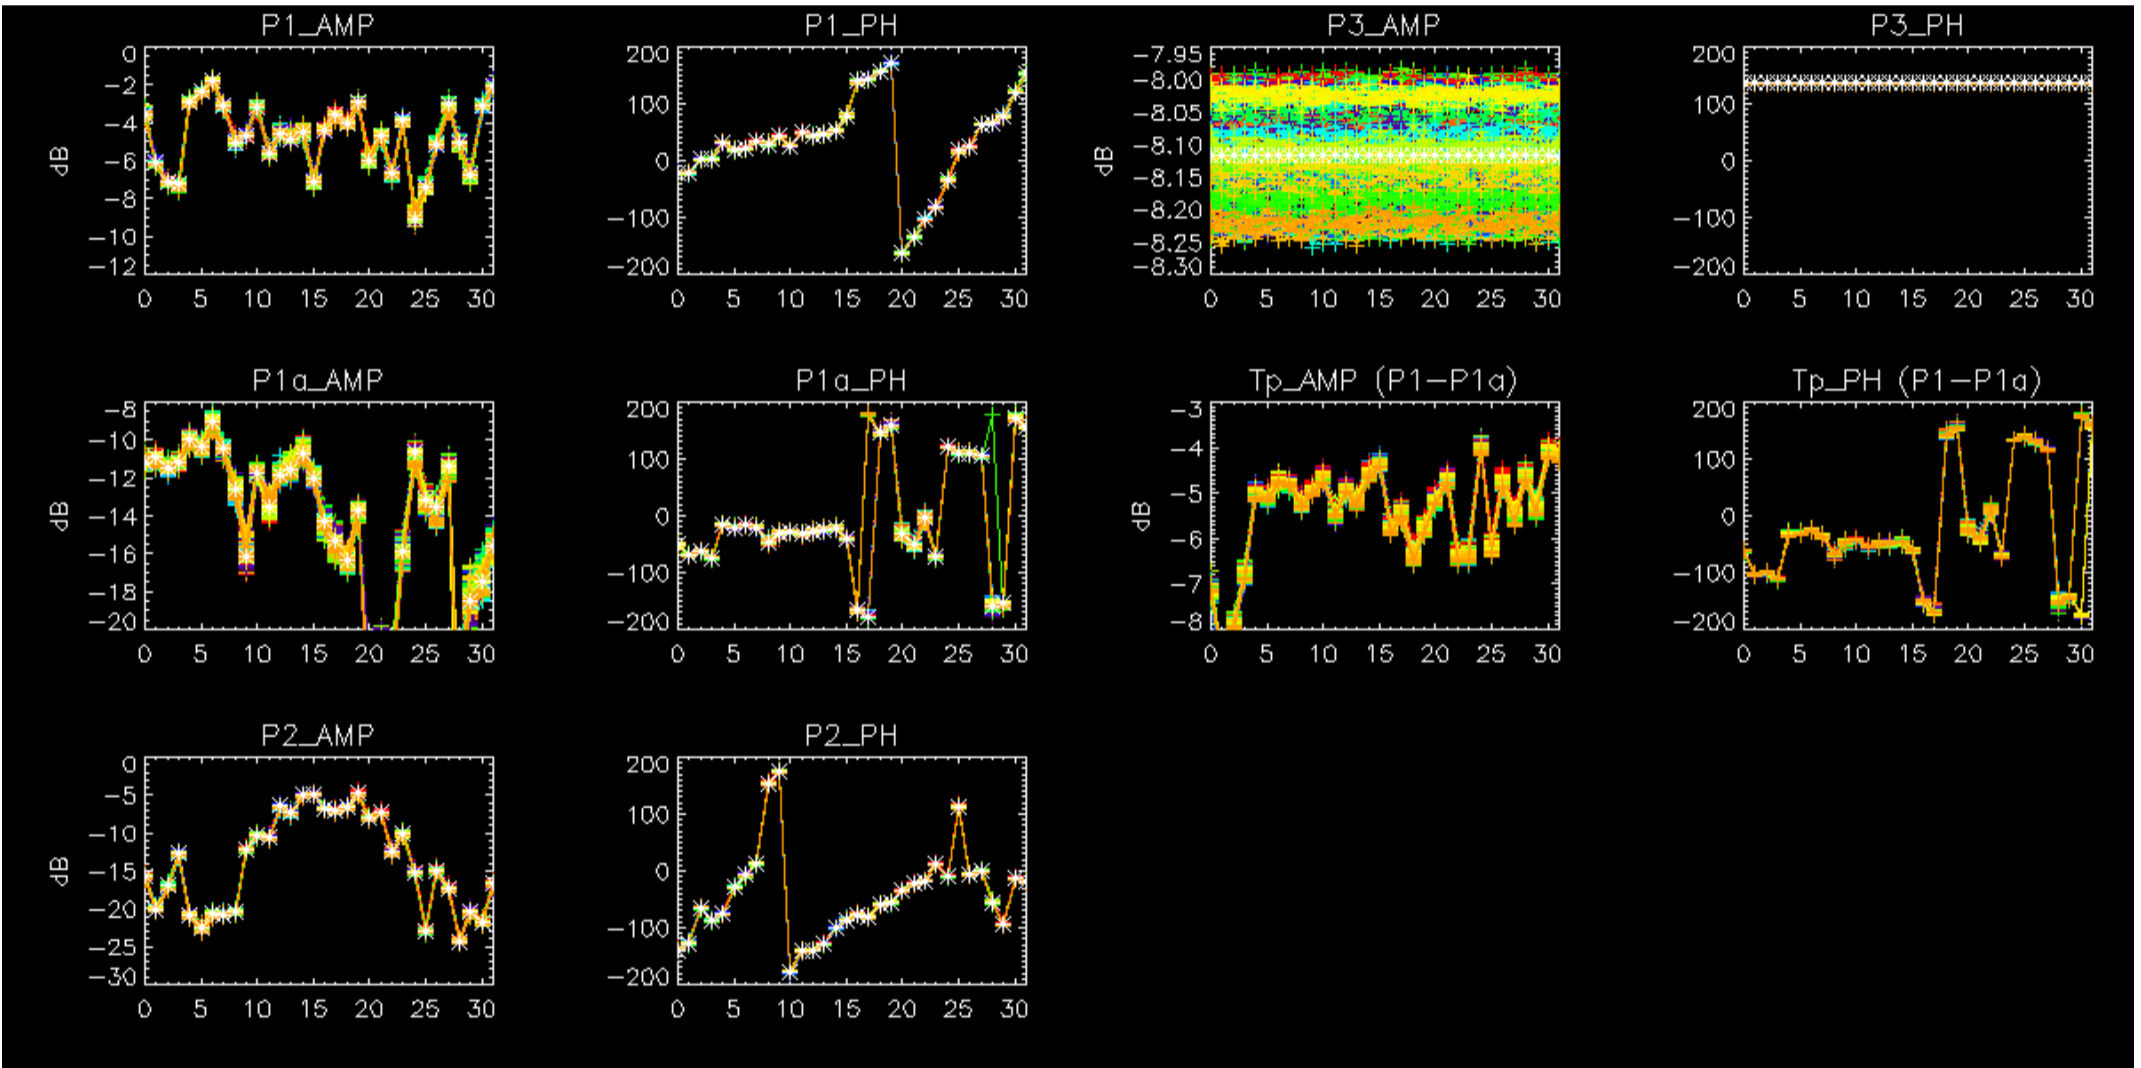 P1_AMP P1_PH P3_AMP P3_PH
0 200 -7.95 200
-2 100 -8.00 100
-4 0 -8.05 0
-6 -100 -8.10 -100
-8 -200 -8.15 -200
-10 -8.20
-12 -8.25
-8.30
dB dB
0 5 10 15 20 25 30 0 5 10 15 20 25 30 0 5 10 15 20 25 30 0 5 10 15 20 25 30
P1a_AMP P1a_PH Tp_AMP (P1-P1a) Tp_PH (P1-P1a)
-8 200 -3 200
-10 100 -4 100
-12 0 -5 0
-14 -100 -6 -100
-16 -200 -7 -200
-18 -8
-20
dB dB
0 5 10 15 20 25 30 0 5 10 15 20 25 30 0 5 10 15 20 25 30 0 5 10 15 20 25 30
P2_AMP P2_PH
0 200
-5 100
-10 0
-15 -100
-20 -200
-25
-30
dB
0 5 10 15 20 25 30 0 5 10 15 20 25 30